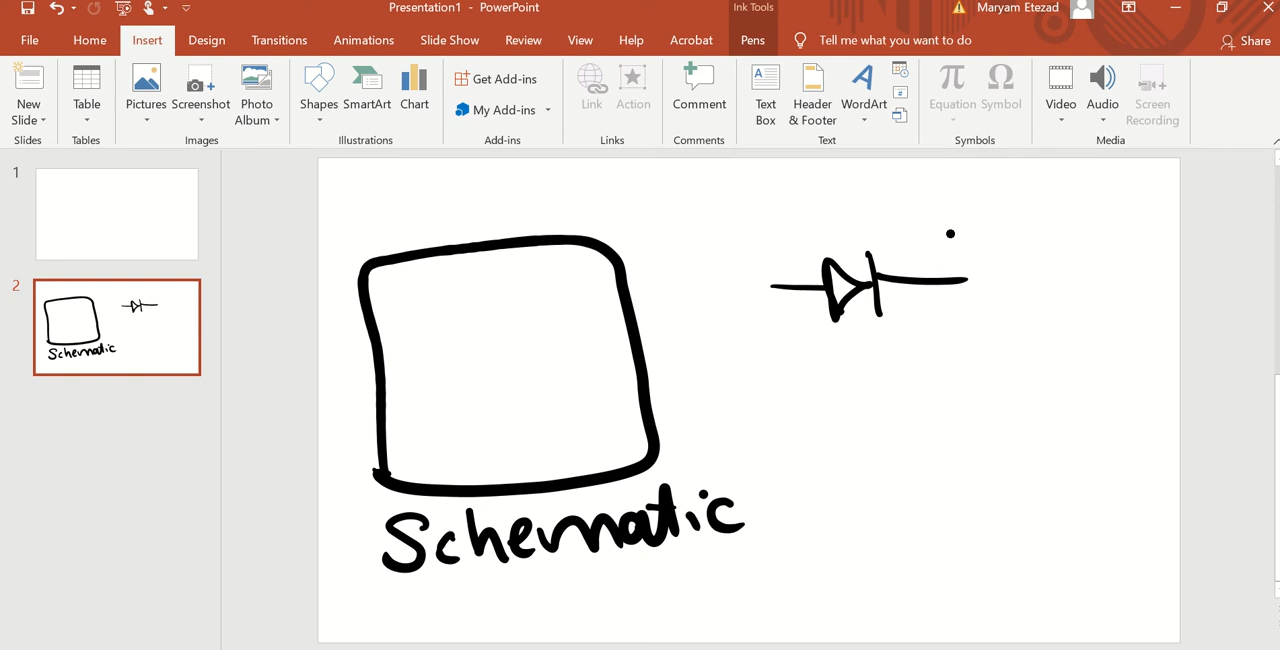 Presentation1 - PowerPoint
Ink Tools
Maryam Etezad
File Home Insert Design Transitions Animations Slide Show Review View Help Acrobat Pens Tell me what you want to do Share
New Slide
Table
Pictures
Screenshot
Photo Album
Shapes
SmartArt
Chart
Get Add-ins
My Add-ins
Link
Action
Comment
Text Box
Header & Footer
WordArt
Equation
Symbol
Video
Audio
Screen Recording
Slides Tables Images Illustrations Add-ins Links Comments Text Symbols Media
1
2
Schematic
Schematic